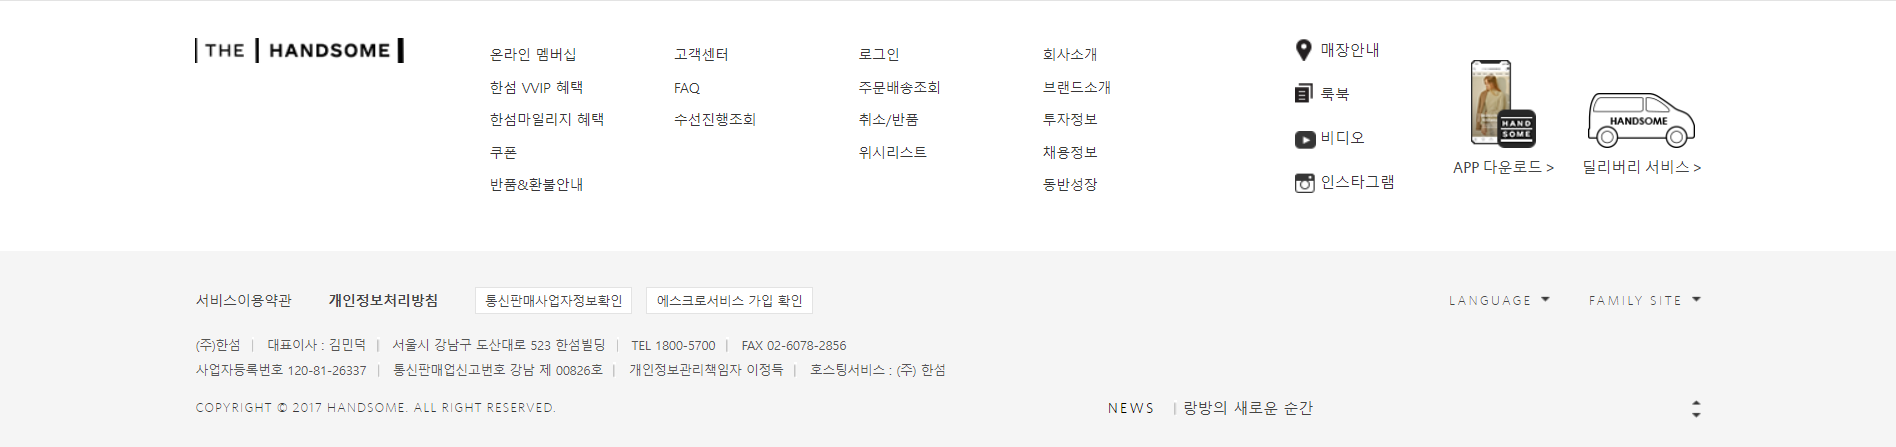 THE HANDSOME
온라인 멤버십
한섬 VVIP 혜택
한섬마일리지 혜택
쿠폰
반품&환불안내
고객센터
FAQ
수선진행조회
로그인
주문배송조회
취소/반품
위시리스트
회사소개
브랜드소개
투자정보
채용정보
동반성장
매장안내
룩북
비디오
인스타그램
HAND
SOME
APP 다운로드 >
HANDSOME
딜리버리 서비스 >
서비스이용약관 개인정보처리방침 통신판매사업자정보확인 에스크로서비스 가입 확인
LANGUAGE FAMILY SITE
(주)한섬 | 대표이사 : 김민덕 | 서울시 강남구 도산대로 523 한섬빌딩 | TEL 1800-5700 | FAX 02-6078-2856
사업자등록번호 120-81-26337 | 통신판매업신고번호 강남 제 00826호 | 개인정보관리책임자 이정득 | 호스팅서비스 : (주) 한섬
COPYRIGHT © 2017 HANDSOME. ALL RIGHT RESERVED.
NEWS | 랑방의 새로운 순간